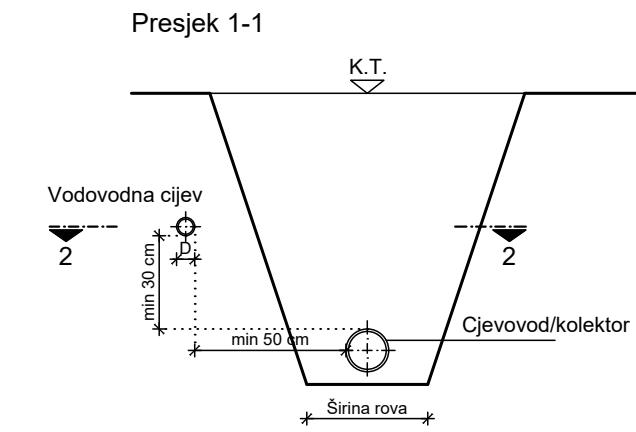 Presjek 1-1
K.T.
Vodovodna cijev
2
2
D
min 30 cm
min 50 cm
Cjevovod/kolektor
Širina rova